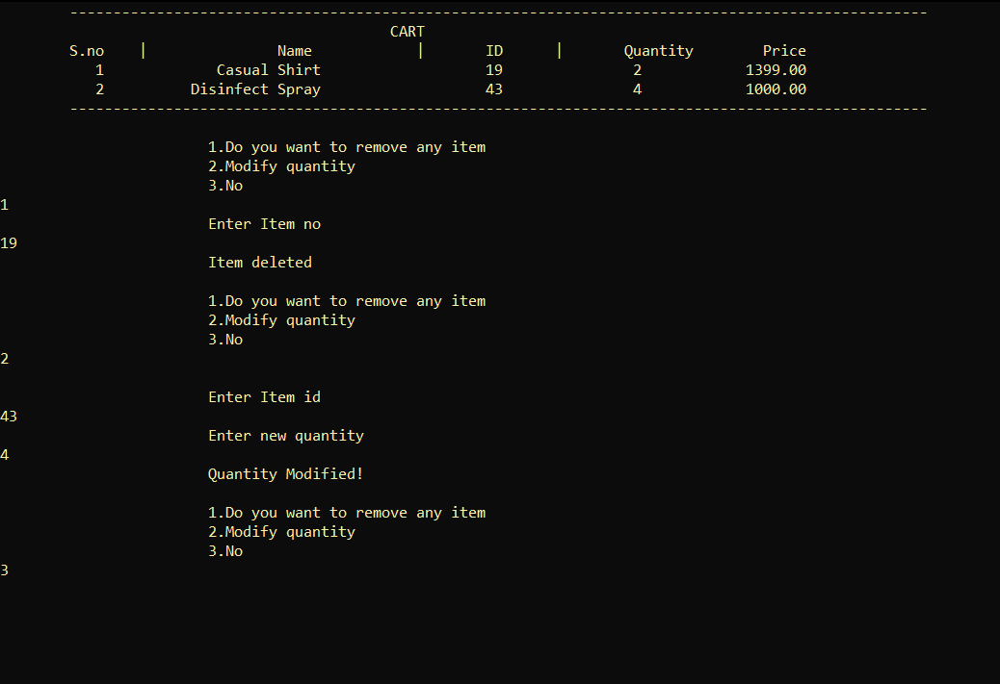 ---------------------------------------------------------------------------------------------------
CART
S.no | Name | ID | Quantity Price
1 Casual Shirt 19 2 1399.00
2 Disinfect Spray 43 4 1000.00
---------------------------------------------------------------------------------------------------
1.Do you want to remove any item
2.Modify quantity
3.No
1
Enter Item no
19
Item deleted
1.Do you want to remove any item
2.Modify quantity
3.No
2
Enter Item id
43
Enter new quantity
4
Quantity Modified!
1.Do you want to remove any item
2.Modify quantity
3.No
3